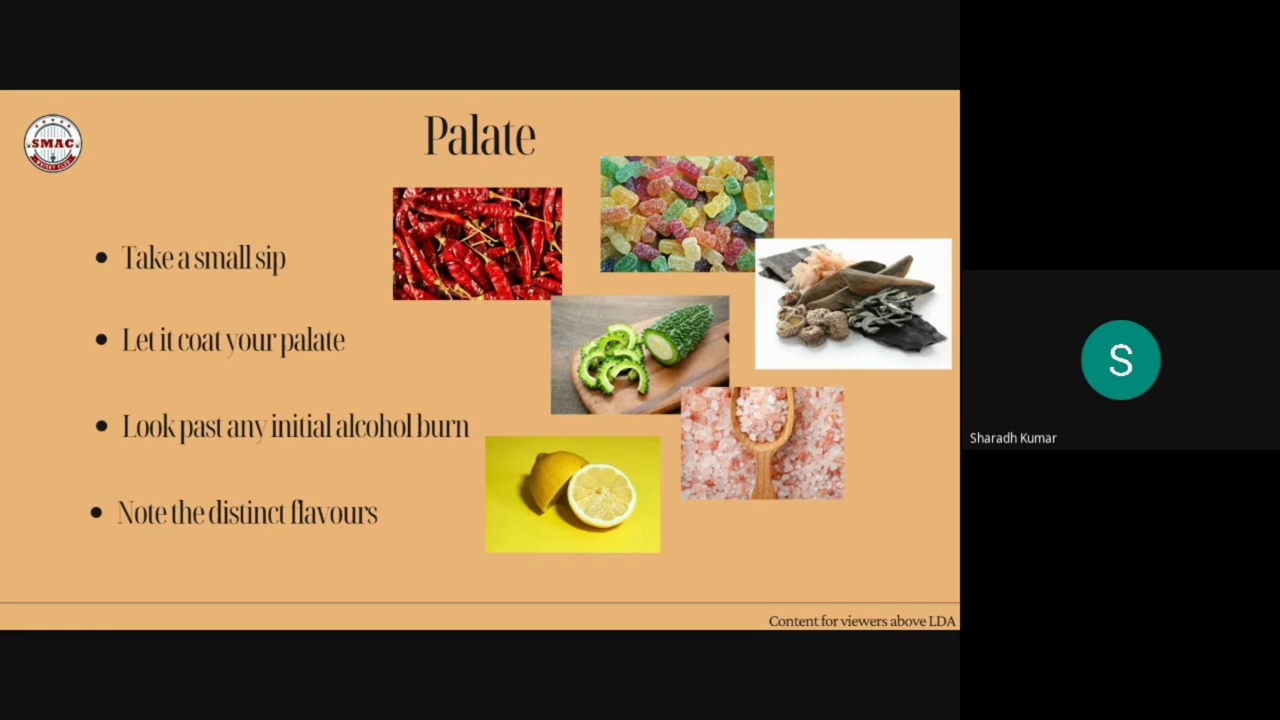 SMAC
Palate
Take a small sip
Let it coat your palate
Look past any initial alcohol burn
Note the distinct flavours
Content for viewers above LDA
S
Sharadh Kumar